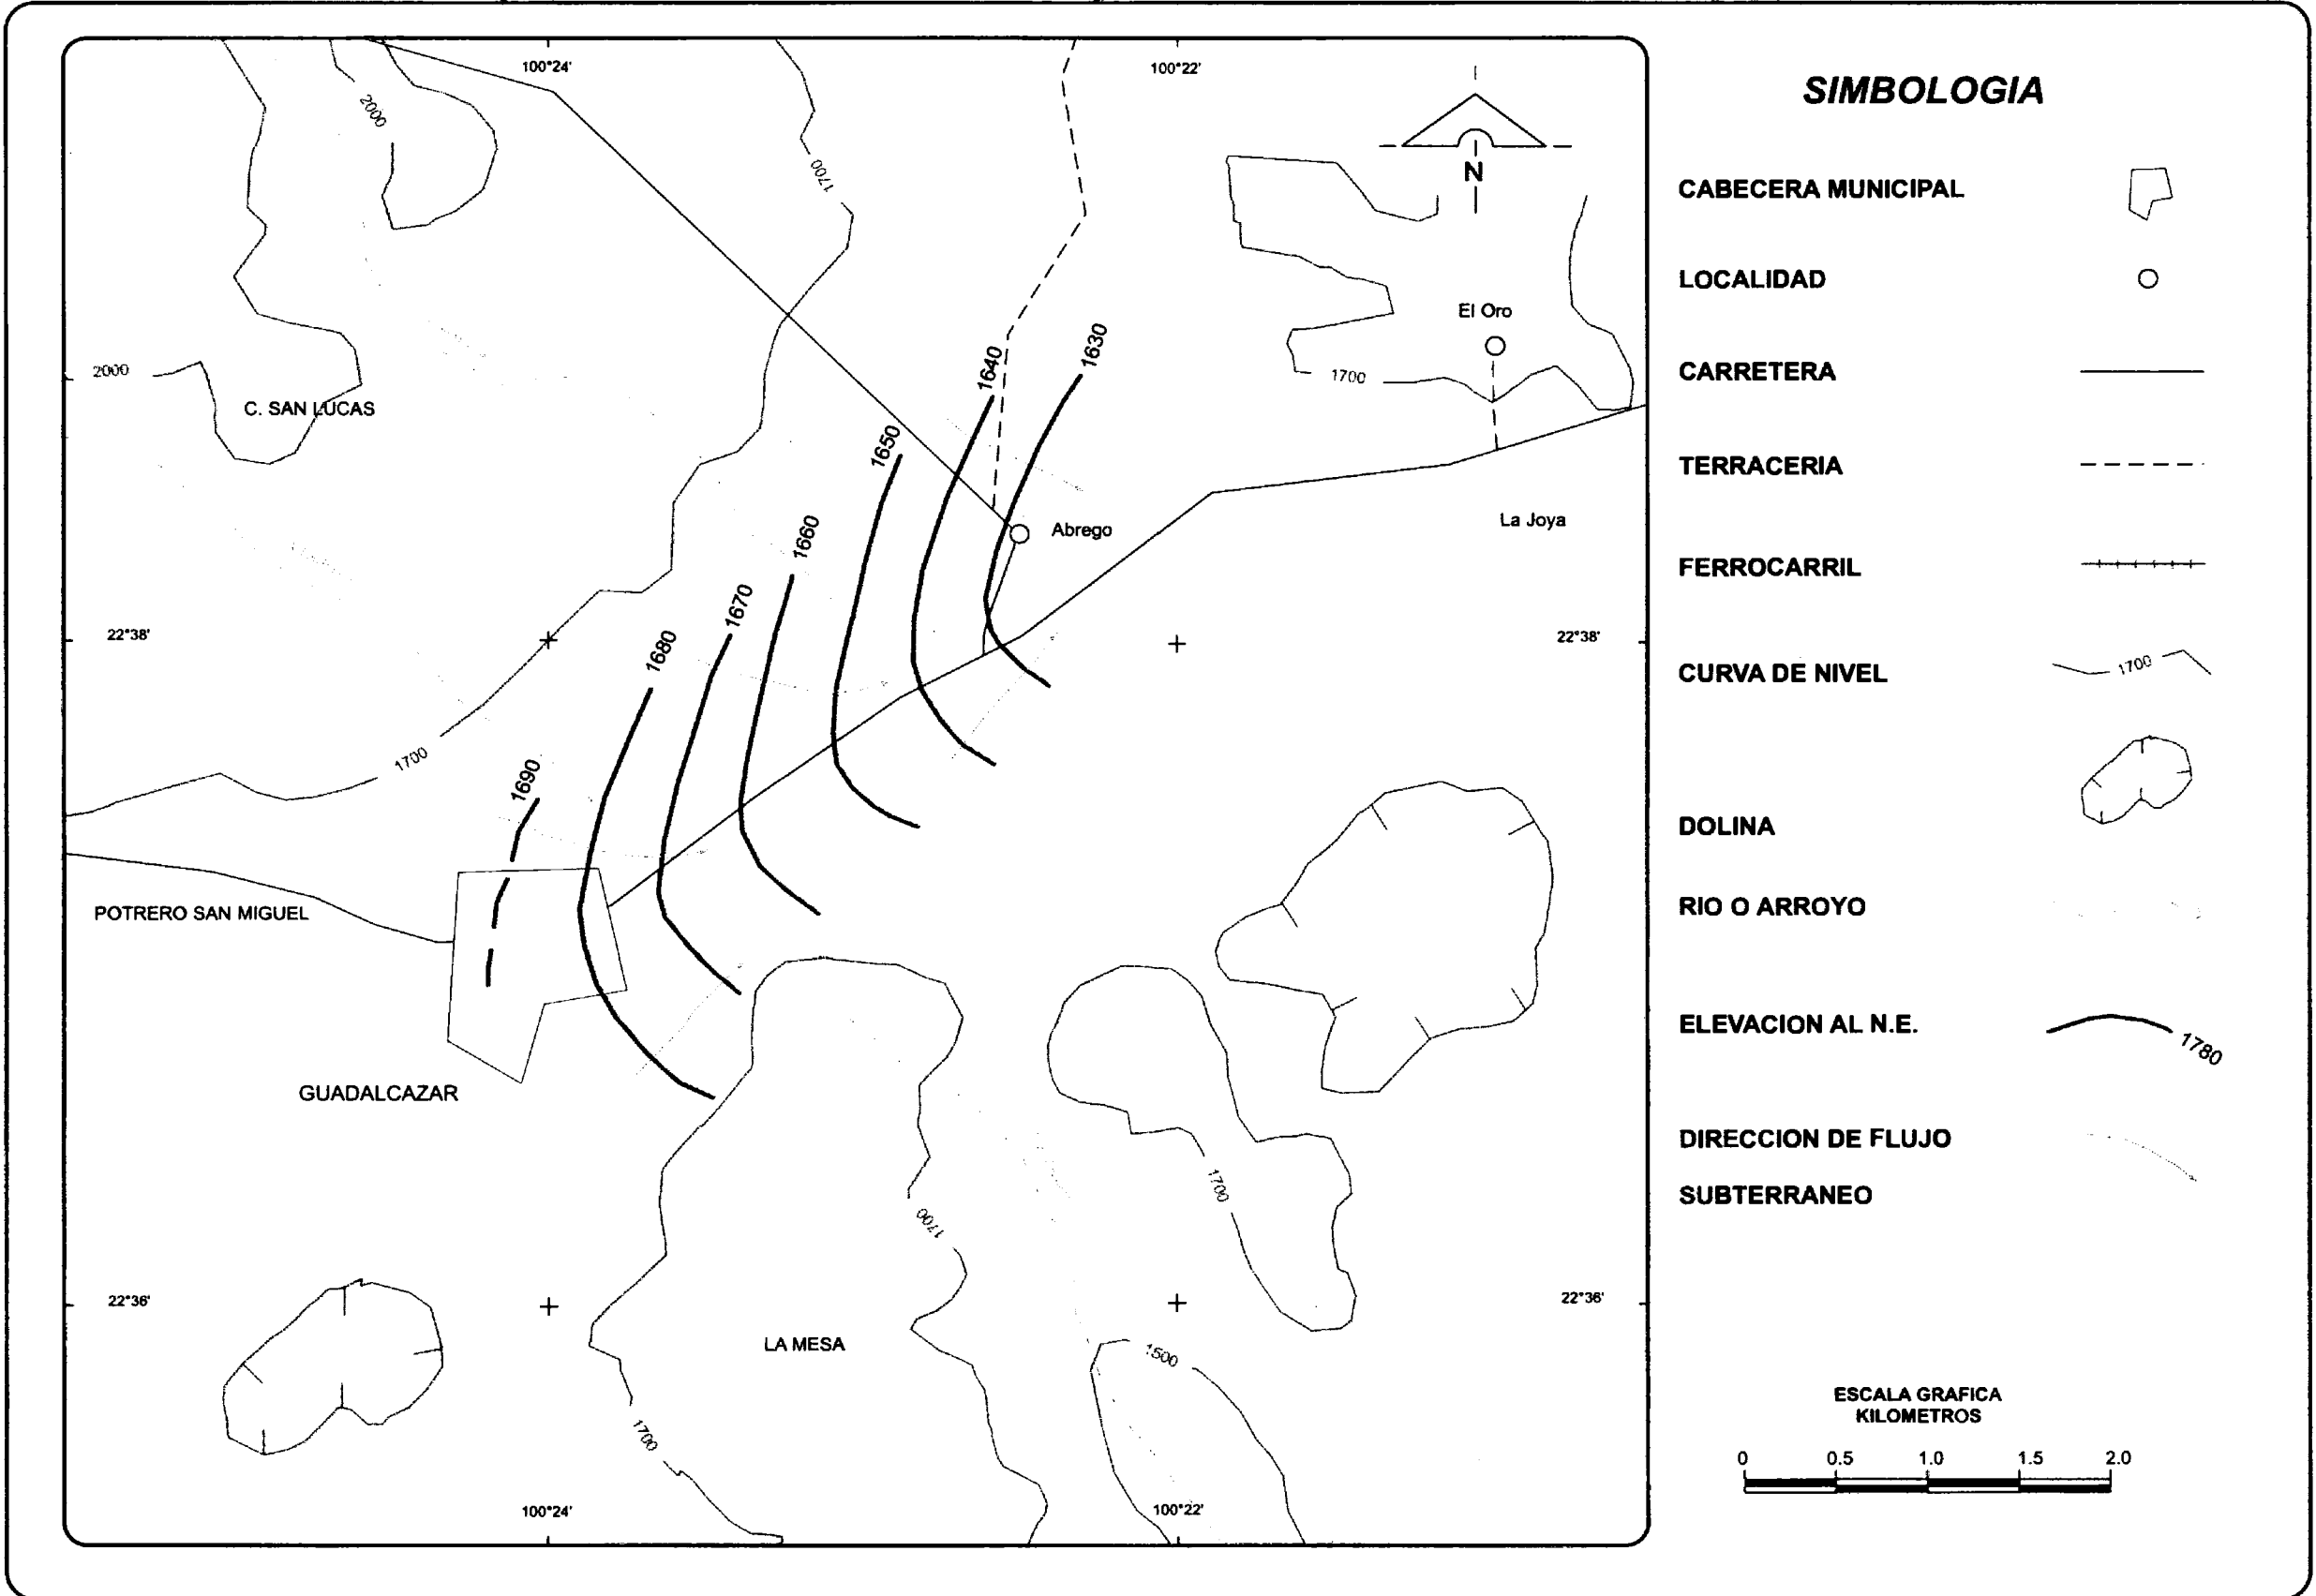 100°24'
100°22'
2000
1700
N
El Oro
1640
1630
2000
1700
C. SAN LUCAS
1650
Abrego
La Joya
1660
1670
22°38'
22°38'
1680
1700
1690
POTRERO SAN MIGUEL
GUADALCAZAR
1700
1700
22°36'
22°36'
LA MESA
1500
1700
100°24'
100°22'
SIMBOLOGIA
CABECERA MUNICIPAL
LOCALIDAD
CARRETERA
TERRACERIA
FERROCARRIL
CURVA DE NIVEL
1700
DOLINA
RIO O ARROYO
ELEVACION AL N.E.
1780
DIRECCION DE FLUJO
SUBTERRANEO
ESCALA GRAFICA
KILOMETROS
0 0.5 1.0 1.5 2.0